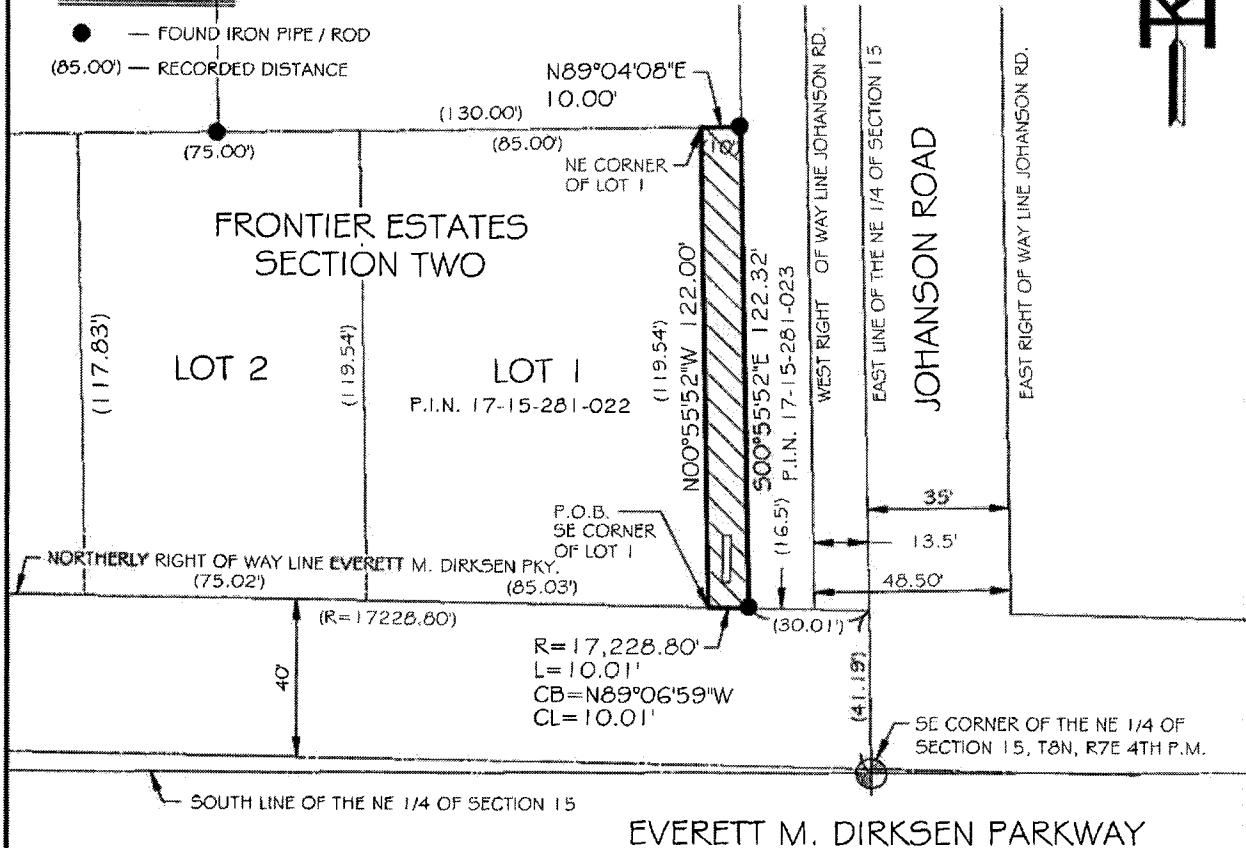 — FOUND IRON PIPE / ROD
(85.00') — RECORDED DISTANCE
N89°04'08"E
10.00'
(130.00')
(75.00')
(85.00')
(10')
NE CORNER
OF LOT 1
FRONTIER ESTATES
SECTION TWO
(117.83')
LOT 2
(119.54')
LOT 1
P.I.N. 17-15-281-022
(119.54')
N00°55'52"W 122.00'
S00°55'52"E 122.32'
P.I.N. 17-15-281-023
(16.5')
WEST RIGHT OF WAY LINE JOHANSON RD.
EAST LINE OF THE NE 1/4 OF SECTION 15
JOHANSON ROAD
EAST RIGHT OF WAY LINE JOHANSON RD.
35'
13.5'
48.50'
P.O.B.
SE CORNER
OF LOT 1
NORTHERLY RIGHT OF WAY LINE EVERETT M. DIRKSEN PKY.
(75.02')
(85.03')
(R=17228.80')
(30.01')
R=17,228.80'
L=10.01'
CB=N89°06'59"W
CL=10.01'
40'
(41.19')
SE CORNER OF THE NE 1/4 OF
SECTION 15, T8N, R7E 4TH P.M.
SOUTH LINE OF THE NE 1/4 OF SECTION 15
EVERETT M. DIRKSEN PARKWAY